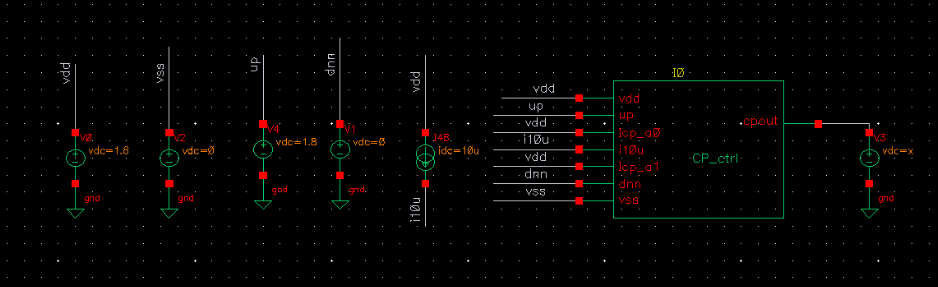 vdd
V0
vdc=1.8
gnd
vss
V2
vdc=0
gnd
up
V4
vdc=1.8
gnd
dnn
V1
vdc=0
gnd
vdd
idc=10u
i10u
I0
vdd
up
vdd
i10u
vdd
dnn
vss
vdd
up
Icp_q0
i10u
Icp_q1
dnn
vss
CP_ctrl
cpout
V3
vdc=x
gnd